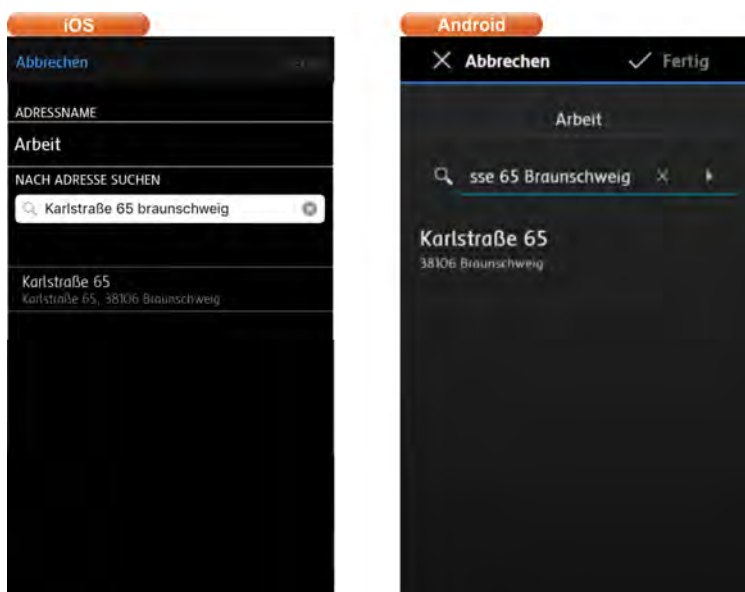 iOS
Abbrechen
ADRESSNAME
Arbeit
NACH ADRESSE SUCHEN
Karlstraße 65 braunschweig
Karlstraße 65
Karlstraße 65, 38106 Braunschweig
Android
Abbrechen
Fertig
Arbeit
sse 65 Braunschweig
Karlstraße 65
38106 Braunschweig